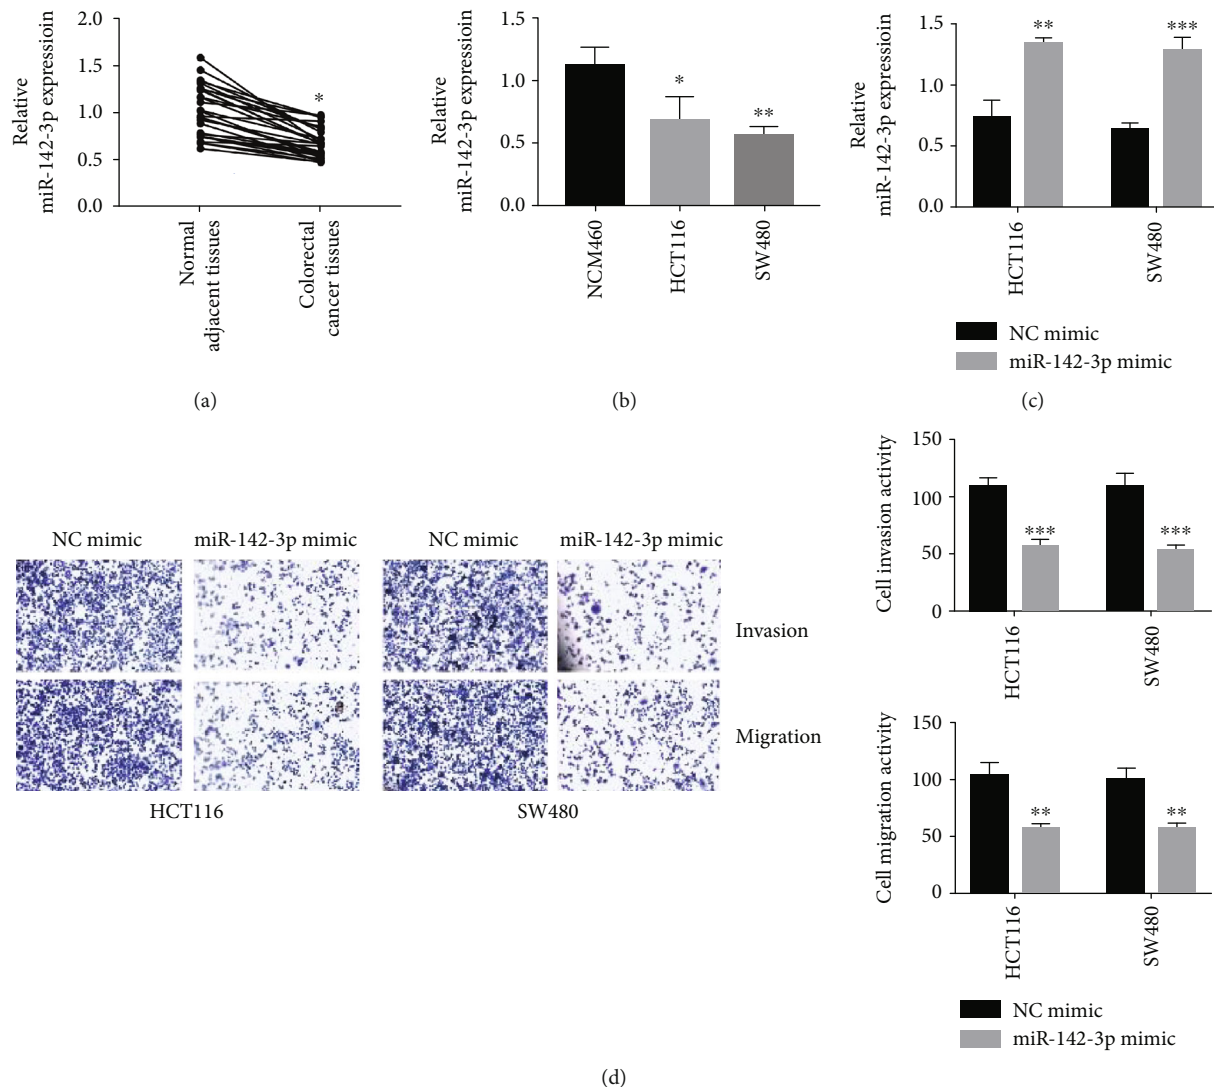 Relative
miR-142-3p expressioin
2.0
1.5
1.0
0.5
0.0
*
Normal
adjacent tissues
Colorectal
cancer tissues
(a)
Relative
miR-142-3p expressioin
1.5
1.0
0.5
0.0
*
**
NCM460
HCT116
SW480
(b)
Relative
miR-142-3p expressioin
1.5
1.0
0.5
0.0
**
***
HCT116
SW480
NC mimic
miR-142-3p mimic
(c)
NC mimic
miR-142-3p mimic
NC mimic
miR-142-3p mimic
Invasion
Migration
HCT116
SW480
Cell invasion activity
150
100
50
0
***
***
HCT116
SW480
Cell migration activity
150
100
50
0
**
**
HCT116
SW480
NC mimic
miR-142-3p mimic
(d)